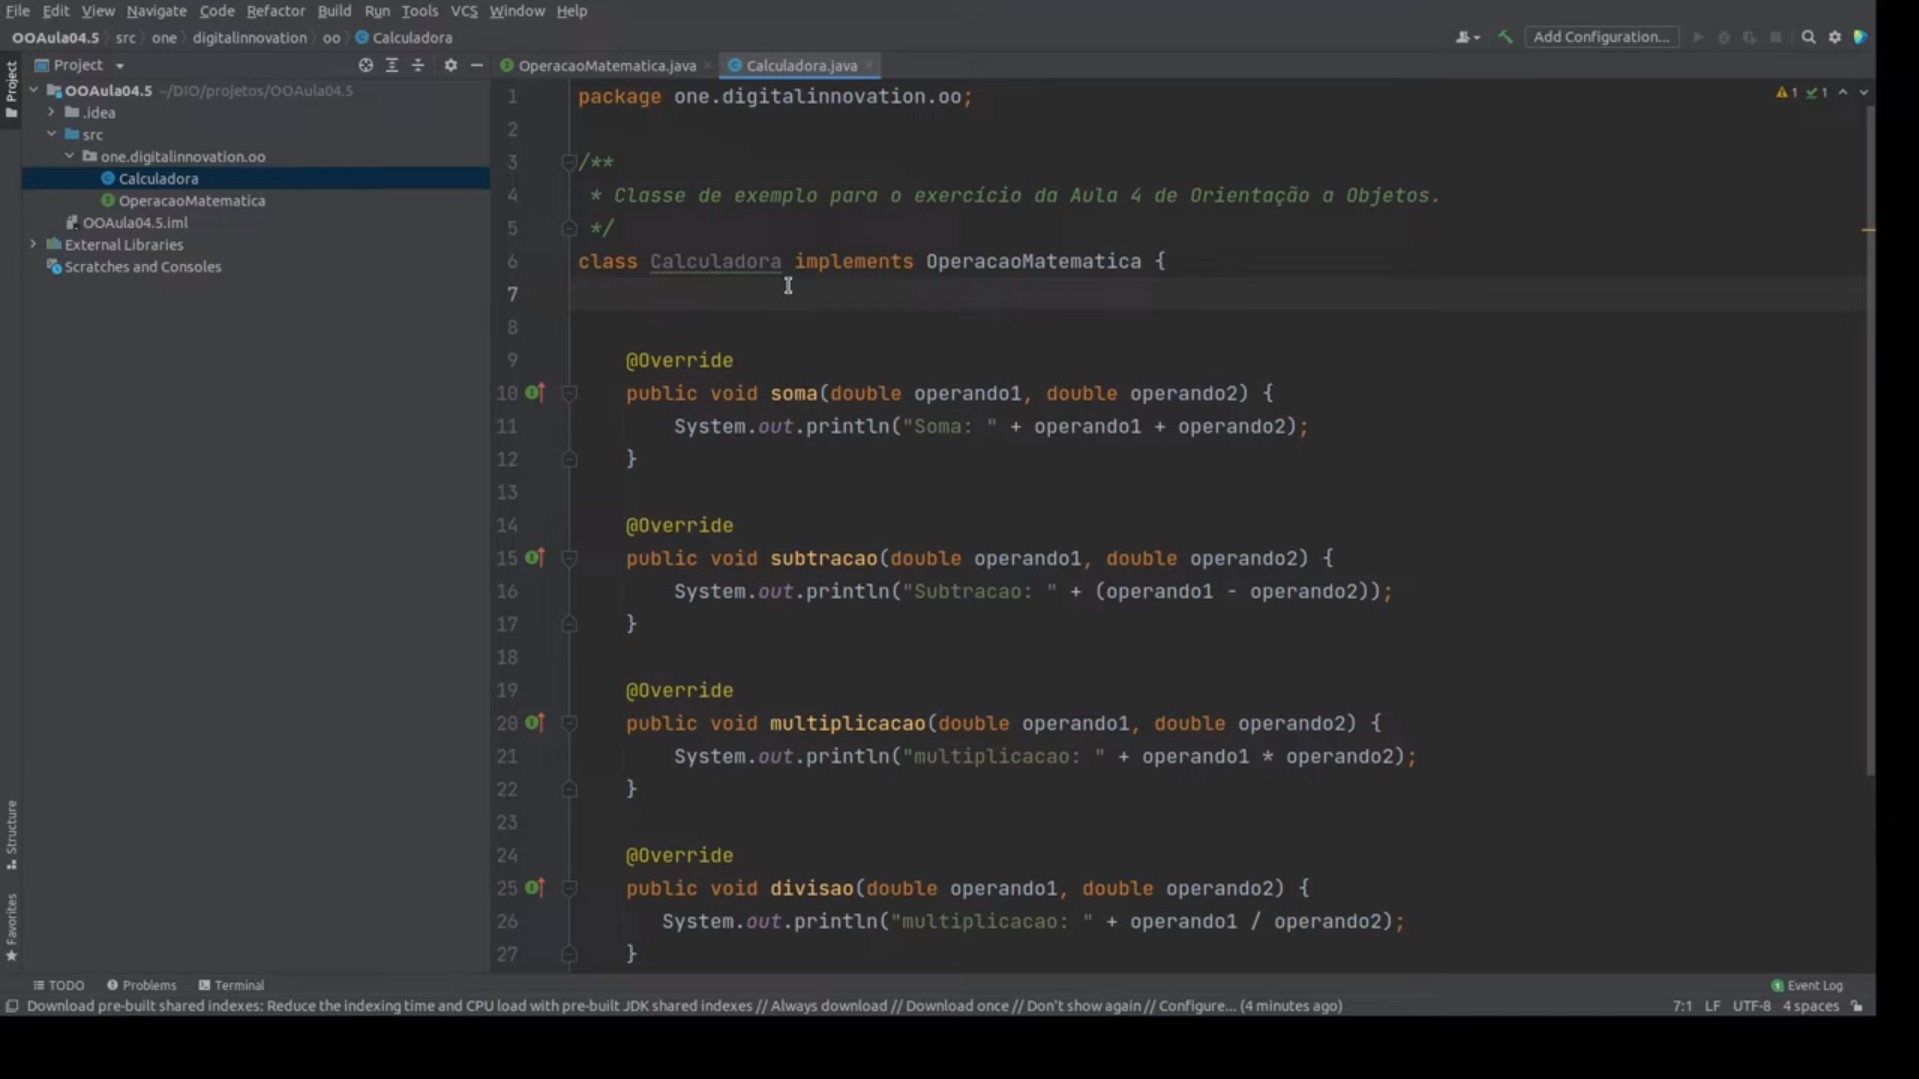 File Edit View Navigate Code Refactor Build Run Tools VCS Window Help
OOAula04.5 src one digitalinnovation oo Calculadora
Add Configuration...
Project
OperacaoMatematica.java
Calculadora.java
Project
OOAula04.5 ~/DIO/projetos/OOAula04.5
.idea
src
one.digitalinnovation.oo
Calculadora
OperacaoMatematica
OOAula04.5.iml
External Libraries
Scratches and Consoles
1 package one.digitalinnovation.oo;
1 1
2
3 /**
4 * Classe de exemplo para o exercício da Aula 4 de Orientação a Objetos.
5 */
6 class Calculadora implements OperacaoMatematica {
7
8
9 @Override
10 public void soma(double operando1, double operando2) {
11 System.out.println("Soma: " + operando1 + operando2);
12 }
13
14 @Override
15 public void subtracao(double operando1, double operando2) {
16 System.out.println("Subtracao: " + (operando1 - operando2));
17 }
18
19 @Override
20 public void multiplicacao(double operando1, double operando2) {
21 System.out.println("multiplicacao: " + operando1 * operando2);
22 }
23
24 @Override
25 public void divisao(double operando1, double operando2) {
26 System.out.println("multiplicacao: " + operando1 / operando2);
27 }
Structure
Favorites
TODO Problems Terminal
1 Event Log
Download pre-built shared indexes: Reduce the indexing time and CPU load with pre-built JDK shared indexes // Always download // Download once // Don't show again // Configure... (4 minutes ago)
7:1 LF UTF-8 4 spaces